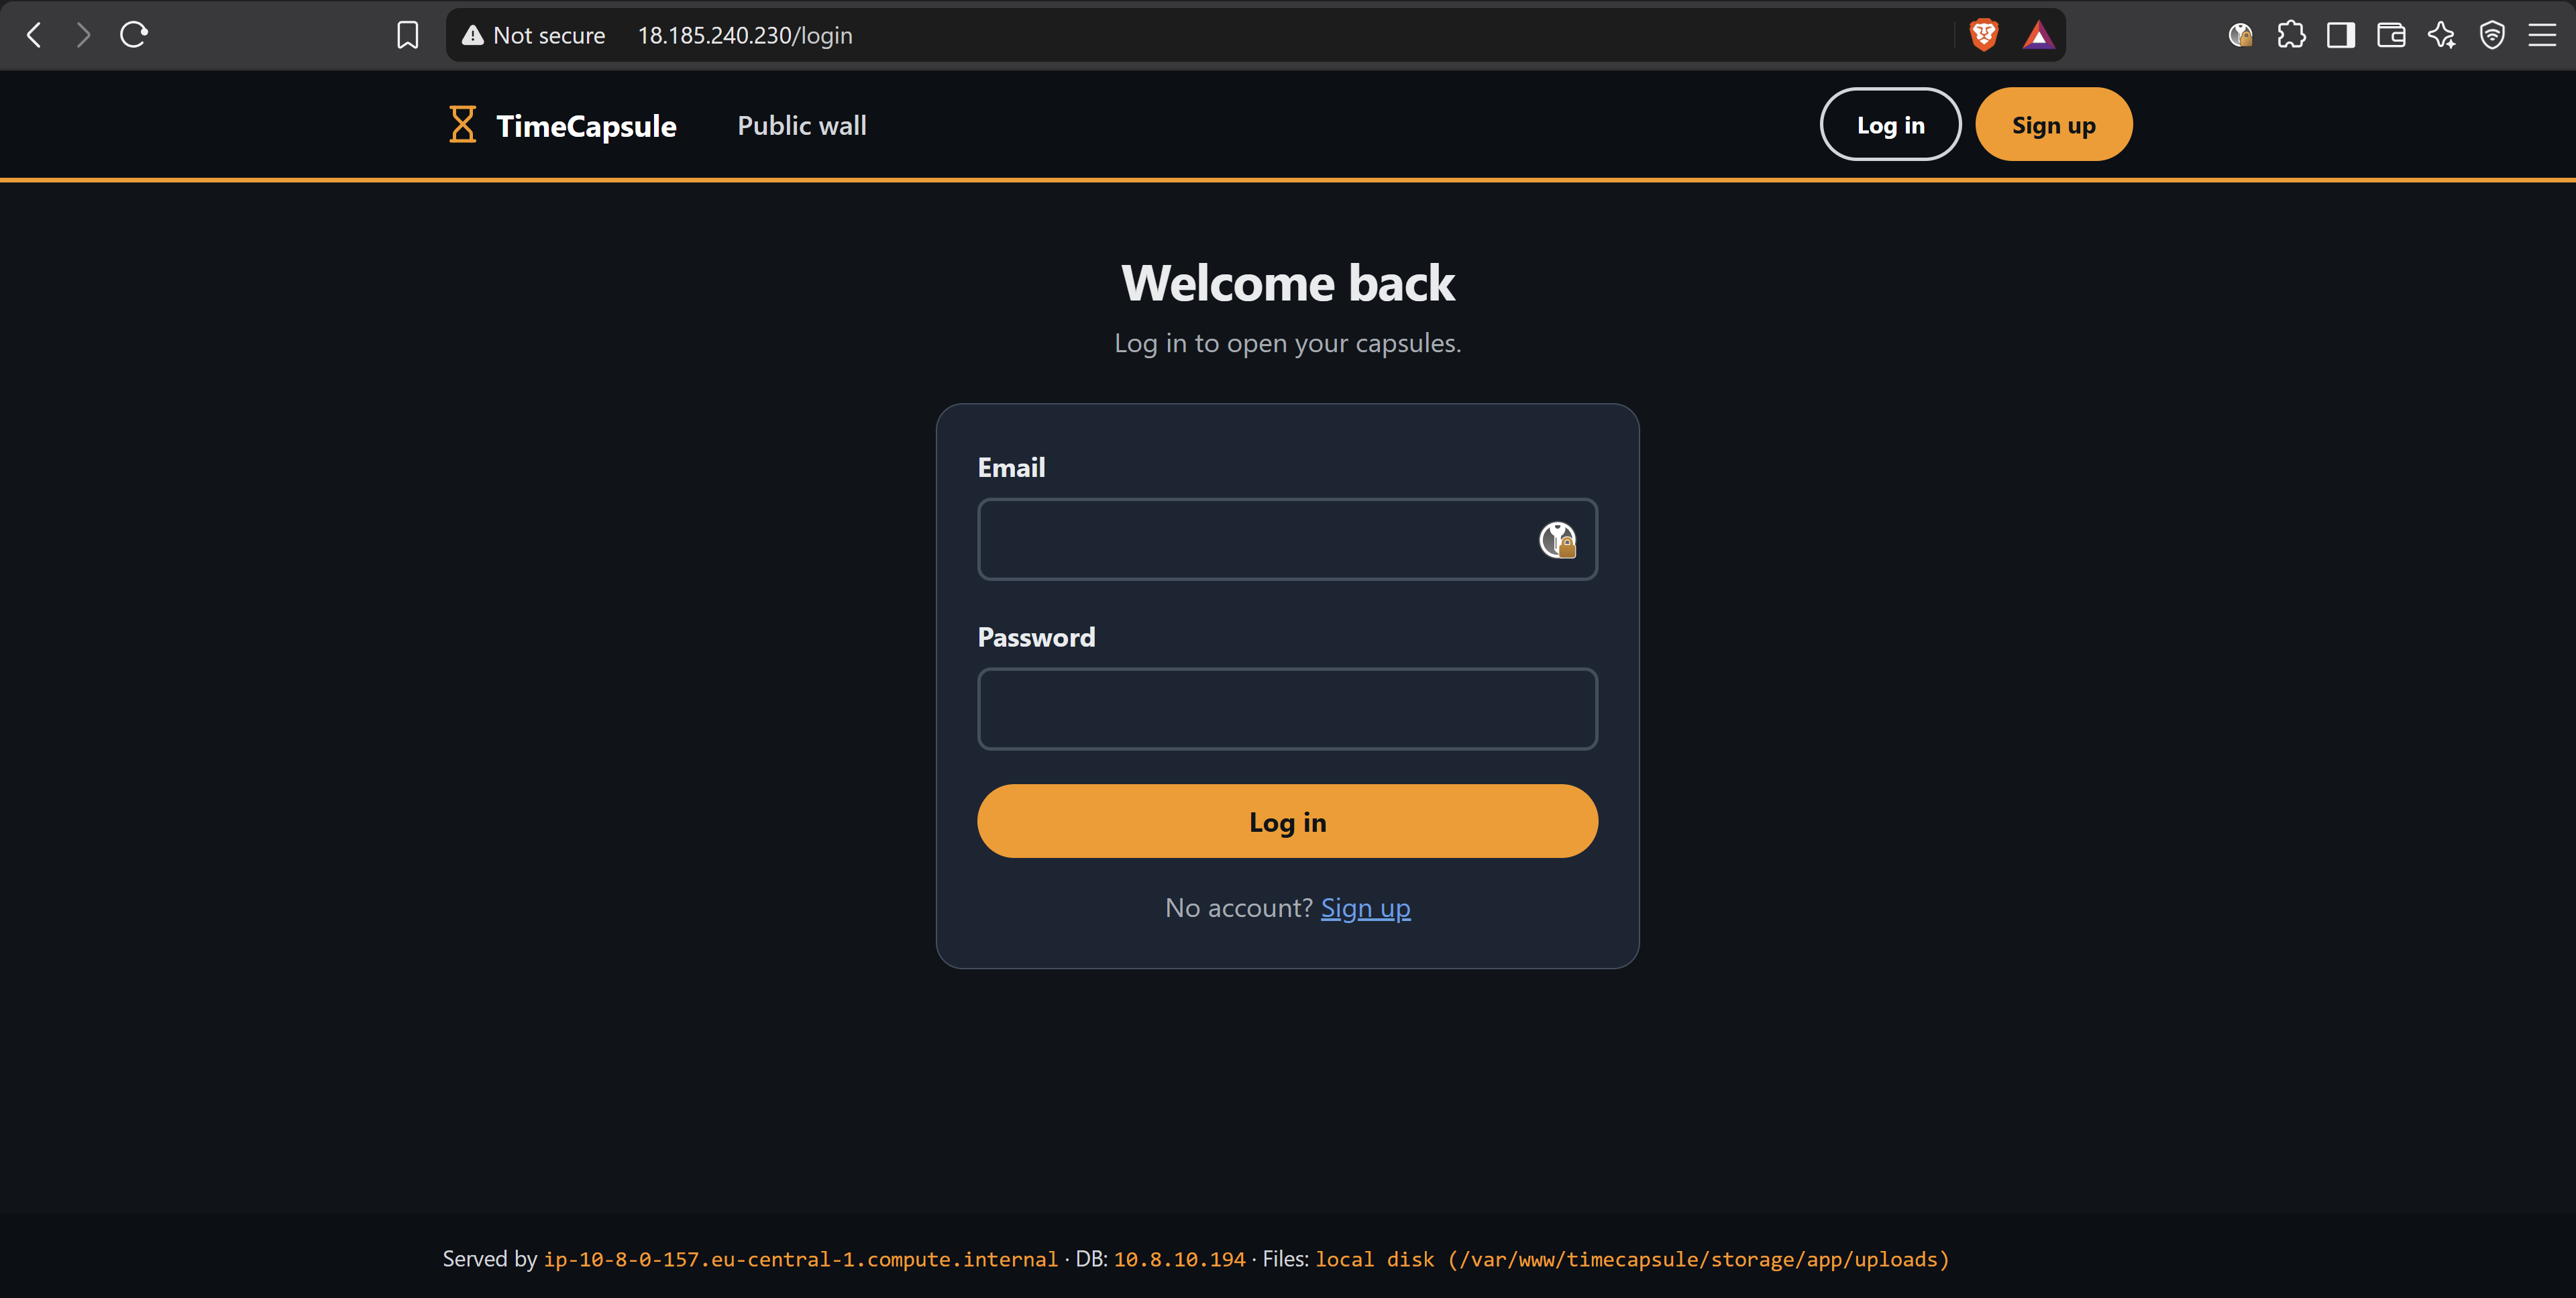 Not secure 18.185.240.230/login
TimeCapsule Public wall Log in Sign up
Welcome back
Log in to open your capsules.
Email
Password
Log in
No account? Sign up
Served by ip-10-8-0-157.eu-central-1.compute.internal · DB: 10.8.10.194 · Files: local disk (/var/www/timecapsule/storage/app/uploads)